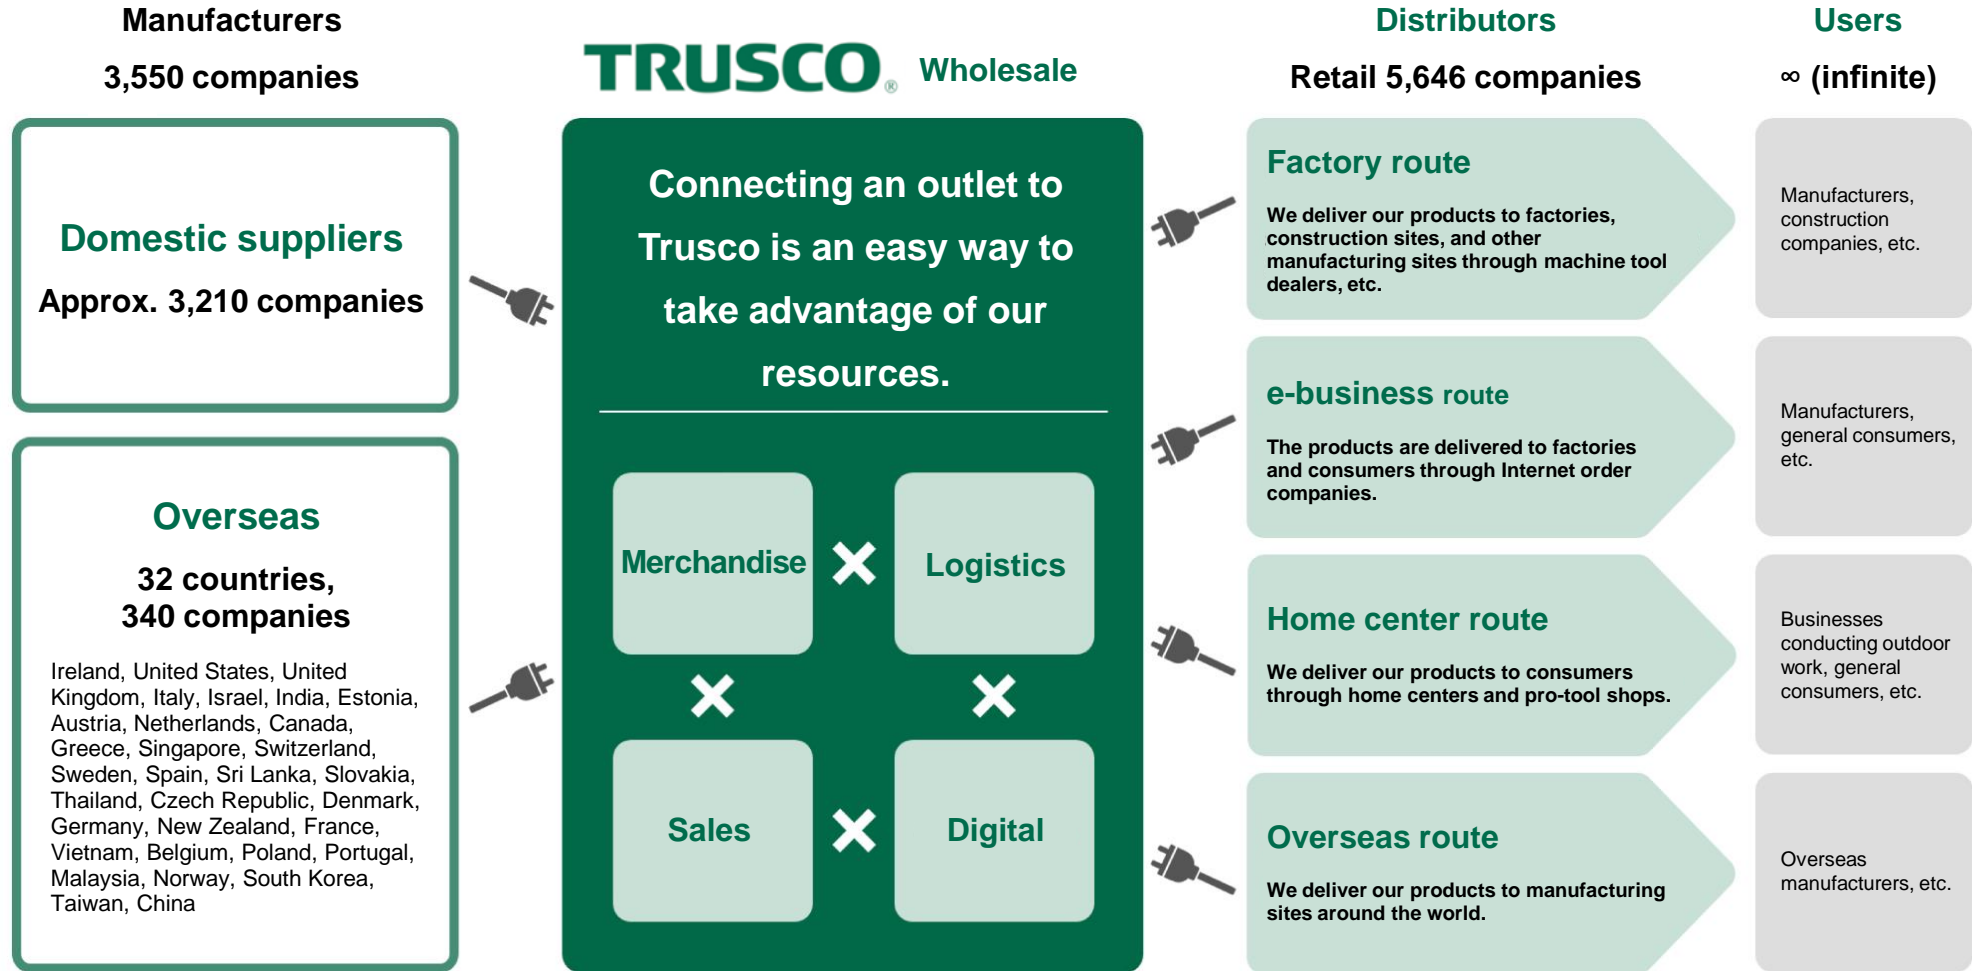 Manufacturers
3,550 companies
Domestic suppliers
Approx. 3,210 companies
Overseas
32 countries,
340 companies
Ireland, United States, United
Kingdom, Italy, Israel, India, Estonia,
Austria, Netherlands, Canada,
Greece, Singapore, Switzerland,
Sweden, Spain, Sri Lanka, Slovakia,
Thailand, Czech Republic, Denmark,
Germany, New Zealand, France,
Vietnam, Belgium, Poland, Portugal,
Malaysia, Norway, South Korea,
Taiwan, China
TRUSCO® Wholesale
Connecting an outlet to
Trusco is an easy way to
take advantage of our
resources.
Merchandise × Logistics
× ×
Sales × Digital
Distributors
Retail 5,646 companies
Factory route
We deliver our products to factories,
construction sites, and other
manufacturing sites through machine tool
dealers, etc.
e-business route
The products are delivered to factories
and consumers through Internet order
companies.
Home center route
We deliver our products to consumers
through home centers and pro-tool shops.
Overseas route
We deliver our products to manufacturing
sites around the world.
Users
∞ (infinite)
Manufacturers,
construction
companies, etc.
Manufacturers,
general consumers,
etc.
Businesses
conducting outdoor
work, general
consumers, etc.
Overseas
manufacturers, etc.